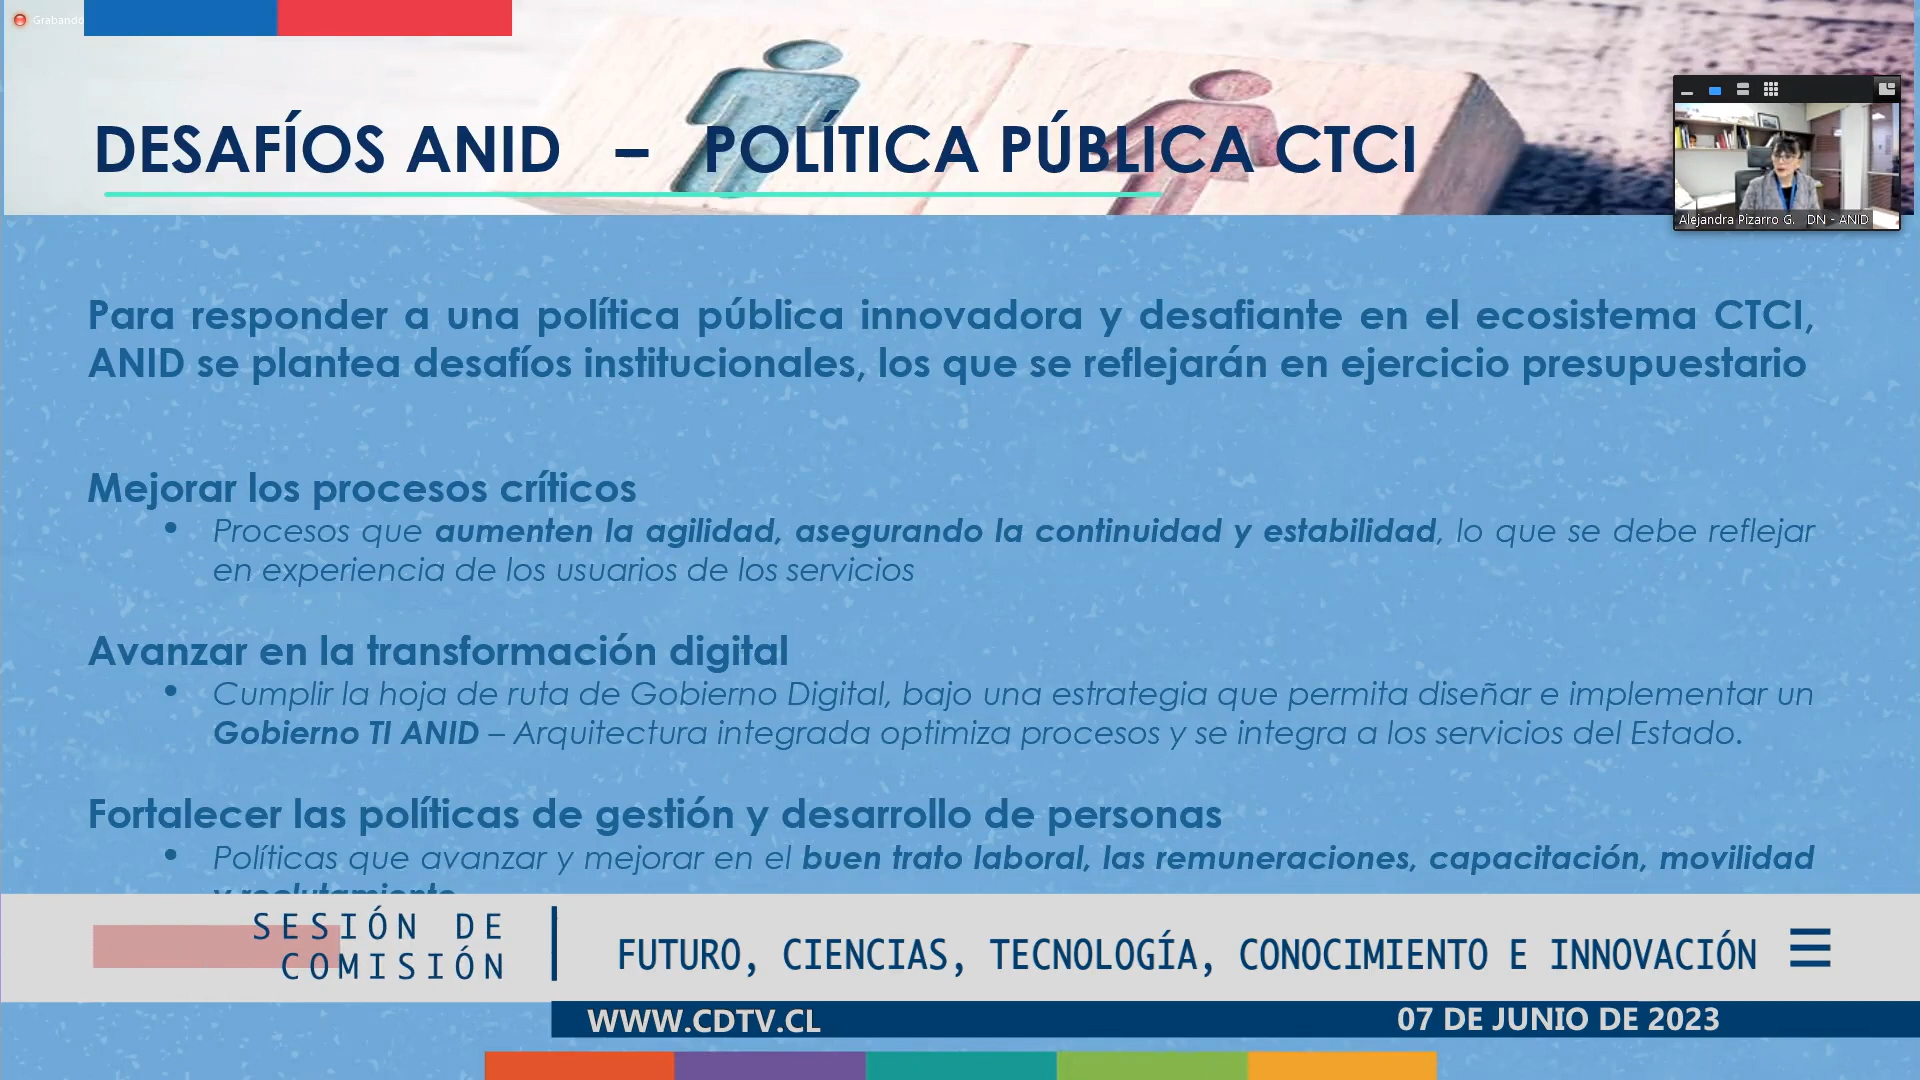 Grabando
DESAFÍOS ANID – POLÍTICA PÚBLICA CTCI
Alejandra Pizarro G. DN - ANID
Para responder a una política pública innovadora y desafiante en el ecosistema CTCI,
ANID se plantea desafíos institucionales, los que se reflejarán en ejercicio presupuestario
Mejorar los procesos críticos
• Procesos que aumenten la agilidad, asegurando la continuidad y estabilidad, lo que se debe reflejar
en experiencia de los usuarios de los servicios
Avanzar en la transformación digital
• Cumplir la hoja de ruta de Gobierno Digital, bajo una estrategia que permita diseñar e implementar un
Gobierno TI ANID – Arquitectura integrada optimiza procesos y se integra a los servicios del Estado.
Fortalecer las políticas de gestión y desarrollo de personas
• Políticas que avanzar y mejorar en el buen trato laboral, las remuneraciones, capacitación, movilidad
y reclutamiento
SESIÓN DE
COMISIÓN
FUTURO, CIENCIAS, TECNOLOGÍA, CONOCIMIENTO E INNOVACIÓN
WWW.CDTV.CL
07 DE JUNIO DE 2023